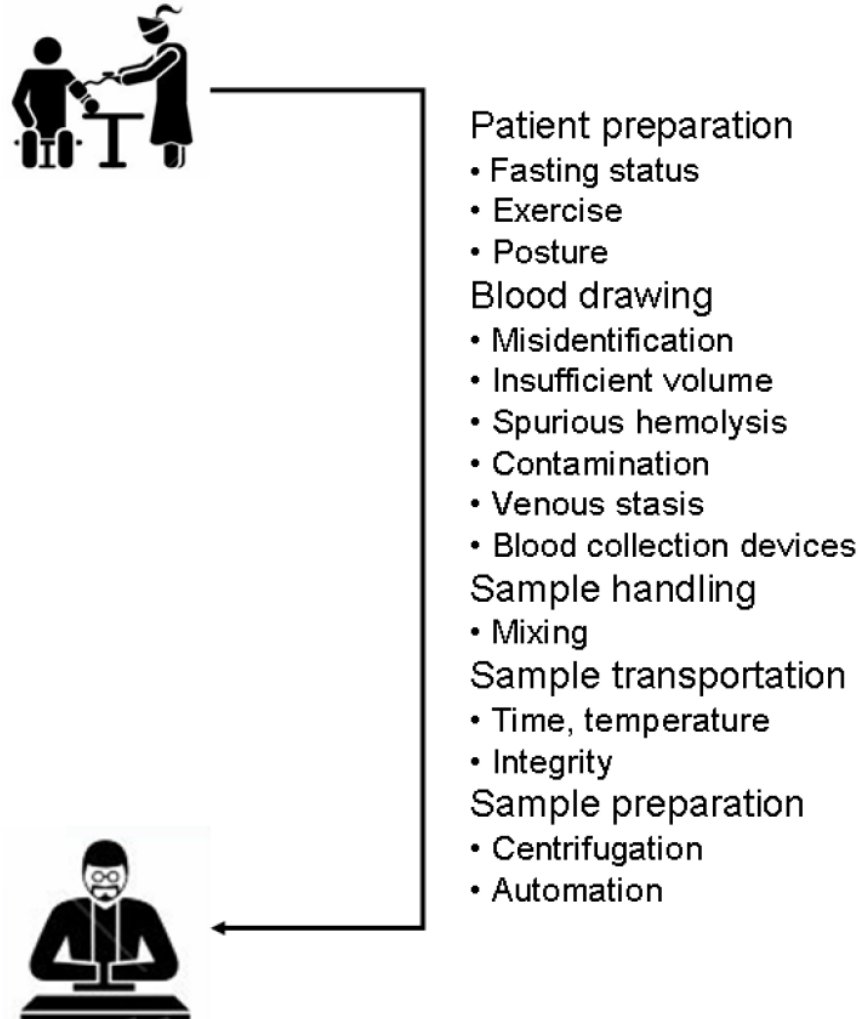 Patient preparation
• Fasting status
• Exercise
• Posture
Blood drawing
• Misidentification
• Insufficient volume
• Spurious hemolysis
• Contamination
• Venous stasis
• Blood collection devices
Sample handling
• Mixing
Sample transportation
• Time, temperature
• Integrity
Sample preparation
• Centrifugation
• Automation